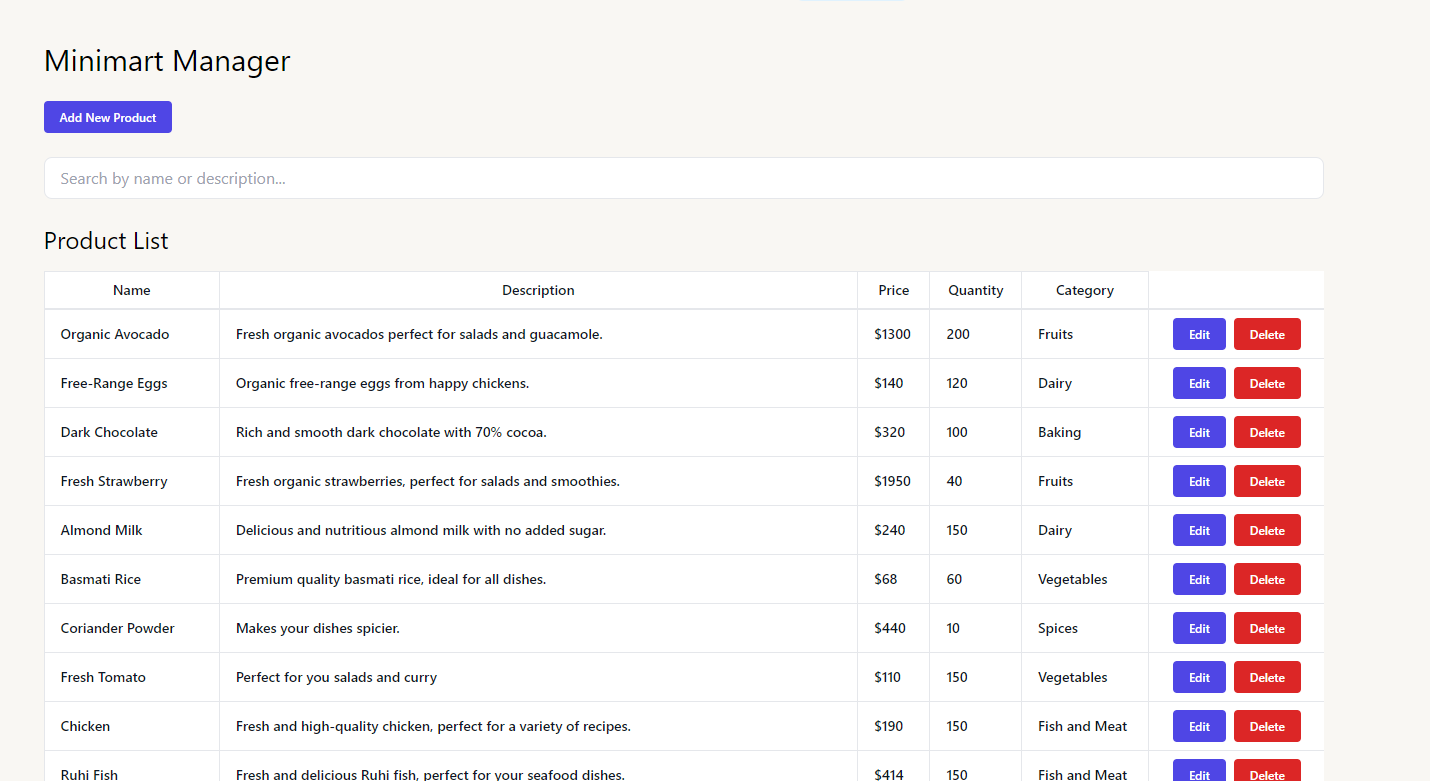 Minimart Manager
Add New Product
Search by name or description...
Product List
Name Description Price Quantity Category
Organic Avocado Fresh organic avocados perfect for salads and guacamole. $1300 200 Fruits Edit Delete
Free-Range Eggs Organic free-range eggs from happy chickens. $140 120 Dairy Edit Delete
Dark Chocolate Rich and smooth dark chocolate with 70% cocoa. $320 100 Baking Edit Delete
Fresh Strawberry Fresh organic strawberries, perfect for salads and smoothies. $1950 40 Fruits Edit Delete
Almond Milk Delicious and nutritious almond milk with no added sugar. $240 150 Dairy Edit Delete
Basmati Rice Premium quality basmati rice, ideal for all dishes. $68 60 Vegetables Edit Delete
Coriander Powder Makes your dishes spicier. $440 10 Spices Edit Delete
Fresh Tomato Perfect for you salads and curry $110 150 Vegetables Edit Delete
Chicken Fresh and high-quality chicken, perfect for a variety of recipes. $190 150 Fish and Meat Edit Delete
Ruhi Fish Fresh and delicious Ruhi fish, perfect for your seafood dishes. $414 150 Fish and Meat Edit Delete